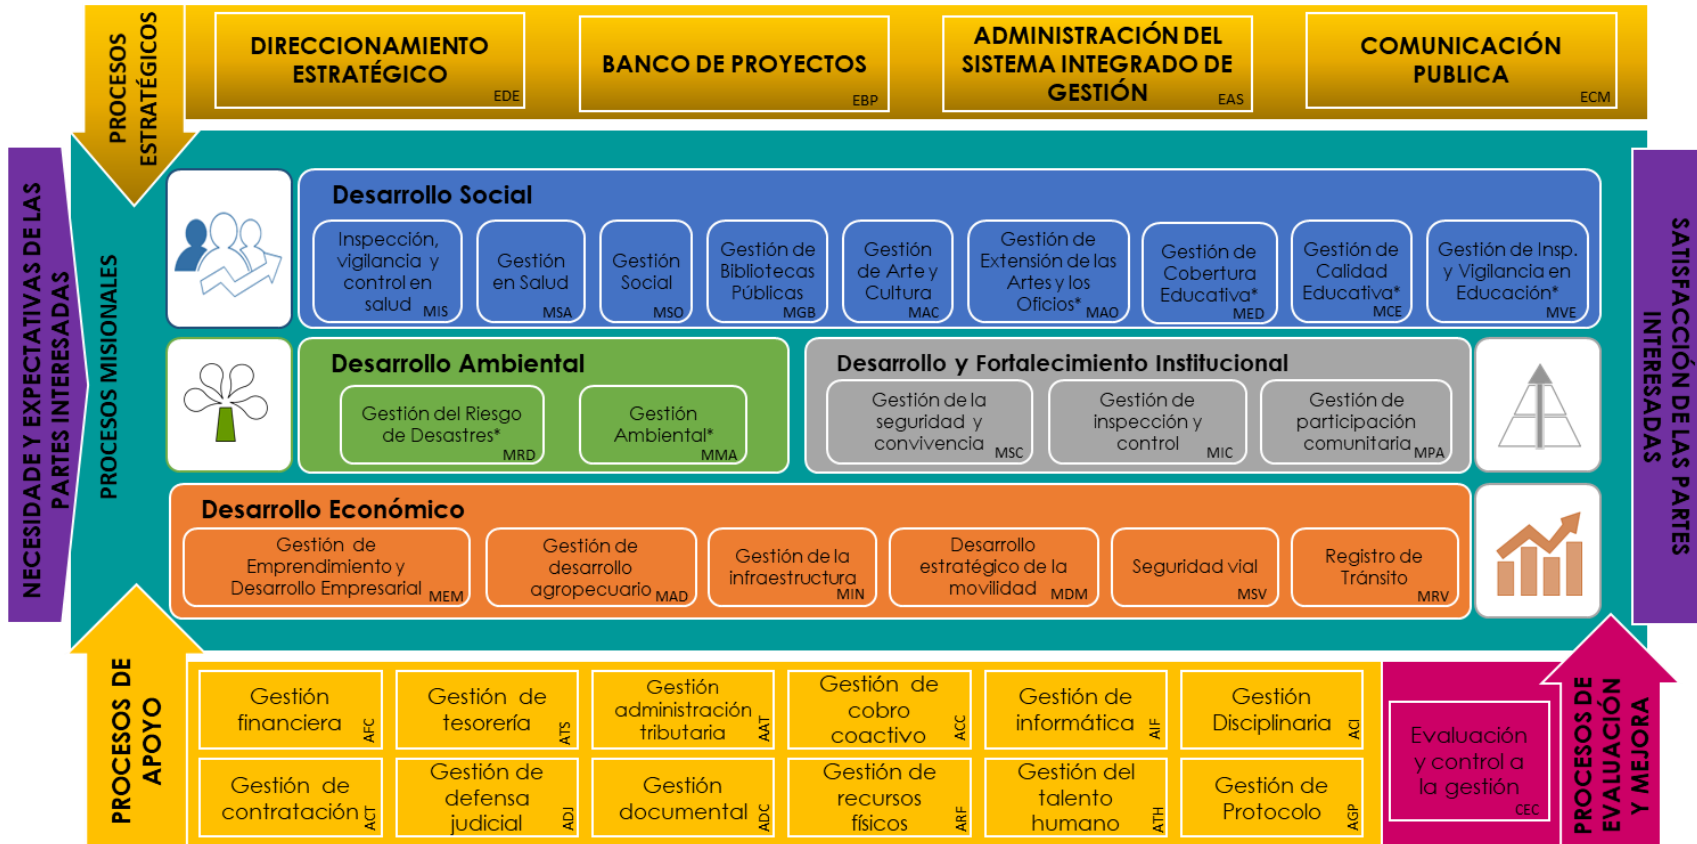 PROCESOS
ESTRATÉGICOS
DIRECCIONAMIENTO
ESTRATÉGICO
EDE
BANCO DE PROYECTOS
EBP
ADMINISTRACIÓN DEL
SISTEMA INTEGRADO DE
GESTIÓN
EAS
COMUNICACIÓN
PUBLICA
ECM
NECESIDADE Y EXPECTATIVAS DE LAS
PARTES INTERESADAS
PROCESOS MISIONALES
Desarrollo Social
Inspección,
vigilancia y
control en
salud
MIS
Gestión
en Salud
MSA
Gestión
Social
MSO
Gestión de
Bibliotecas
Públicas
MGB
Gestión
de Arte y
Cultura
MAC
Gestión de
Extensión de las
Artes y los
Oficios*
MAO
Gestión de
Cobertura
Educativa*
MED
Gestión de
Calidad
Educativa*
MCE
Gestión de Insp.
y Vigilancia en
Educación*
MVE
Desarrollo Ambiental
Gestión del Riesgo
de Desastres*
MRD
Gestión
Ambiental*
MMA
Desarrollo y Fortalecimiento Institucional
Gestión de la
seguridad y
convivencia
MSC
Gestión de
inspección y
control
MIC
Gestión de
participación
comunitaria
MPA
Desarrollo Económico
Gestión de
Emprendimiento y
Desarrollo Empresarial
MEM
Gestión de
desarrollo
agropecuario
MAD
Gestión de la
infraestructura
MIN
Desarrollo
estratégico de la
movilidad
MDM
Seguridad vial
MSV
Registro de
Tránsito
MRV
SATISFACCIÓN DE LAS PARTES
INTERESADAS
PROCESOS DE
APOYO
Gestión
financiera
AFC
Gestión de
tesorería
ATS
Gestión
administración
tributaria
AAT
Gestión de
cobro
coactivo
ACC
Gestión de
informática
AIF
Gestión
Disciplinaria
ACI
Gestión de
contratación
ACT
Gestión de
defensa
judicial
ADJ
Gestión
documental
ADC
Gestión de
recursos
físicos
ARF
Gestión del
talento
humano
ATH
Gestión de
Protocolo
AGP
Evaluación
y control a
la gestión
CEC
PROCESOS DE
EVALUACIÓN
Y MEJORA